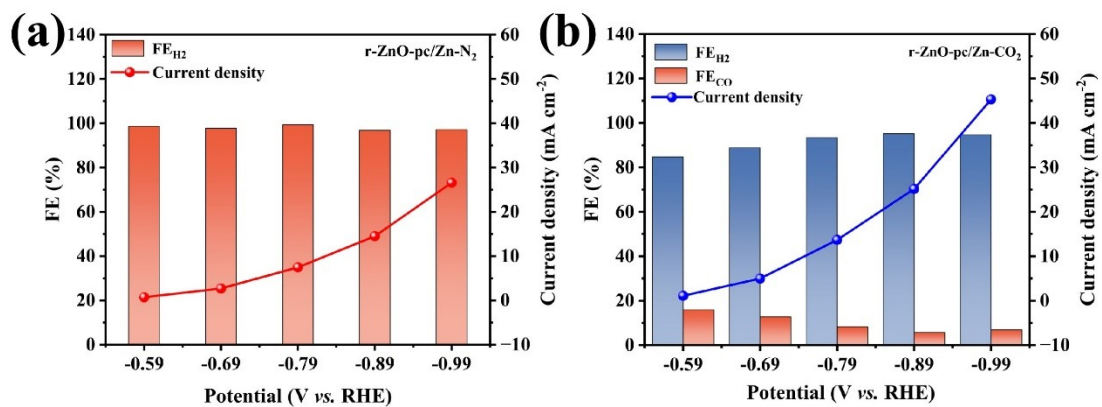 (a)
FE_H2
Current density
r-ZnO-pc/Zn-N₂
FE (%)
140
120
100
80
60
40
20
0
60
50
40
30
20
10
0
−10
Current density (mA cm⁻²)
-0.59 -0.69 -0.79 -0.89 -0.99
Potential (V vs. RHE)
(b)
FE_H2
FE_CO
Current density
r-ZnO-pc/Zn-CO₂
FE (%)
140
120
100
80
60
40
20
0
60
50
40
30
20
10
0
−10
Current density (mA cm⁻²)
-0.59 -0.69 -0.79 -0.89 -0.99
Potential (V vs. RHE)